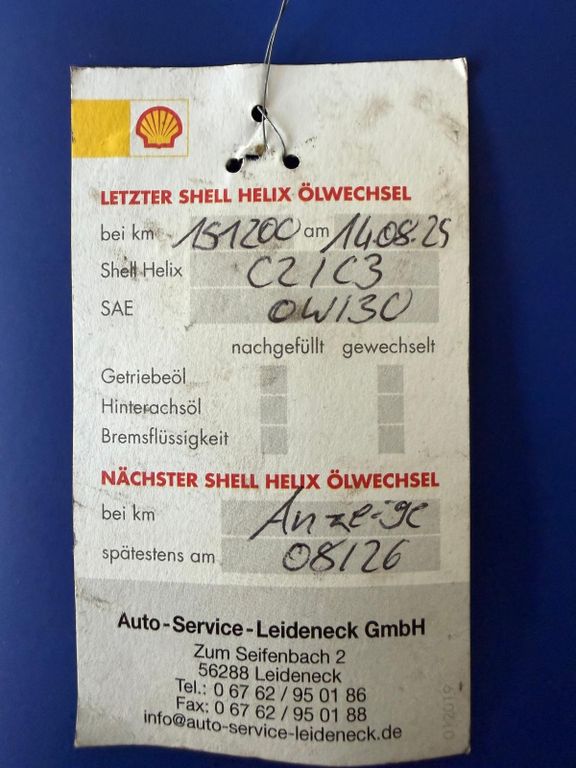 LETZTER SHELL HELIX ÖLWECHSEL
bei km 151200 am 14.08.25
Shell Helix C2/C3
SAE 0W/30
nachgefüllt gewechselt
Getriebeöl
Hinterachsöl
Bremsflüssigkeit
NÄCHSTER SHELL HELIX ÖLWECHSEL
bei km Anzeige
spätestens am 08/26
Auto-Service-Leideneck GmbH
Zum Seifenbach 2
56288 Leideneck
Tel.: 0 67 62 / 95 01 86
Fax: 0 67 62 / 95 01 88
info@auto-service-leideneck.de
012019